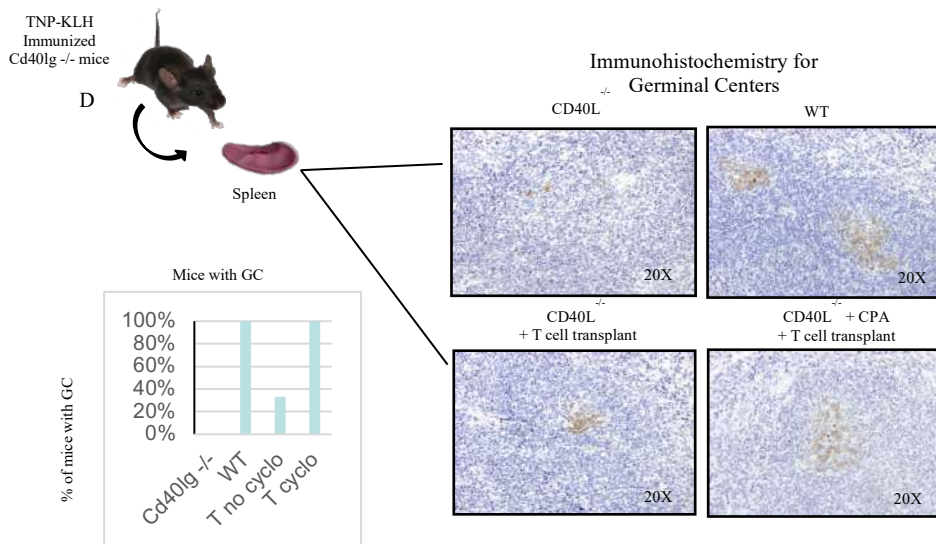 TNP-KLH
Immunized
Cd40lg -/- mice
D
Spleen
Immunohistochemistry for
Germinal Centers
CD40L -/-
WT
20X
20X
CD40L -/-
+ T cell transplant
CD40L -/- + CPA
+ T cell transplant
20X
20X
Mice with GC
% of mice with GC
100%
80%
60%
40%
20%
0%
Cd40lg -/-
WT
T no cyclo
T cyclo